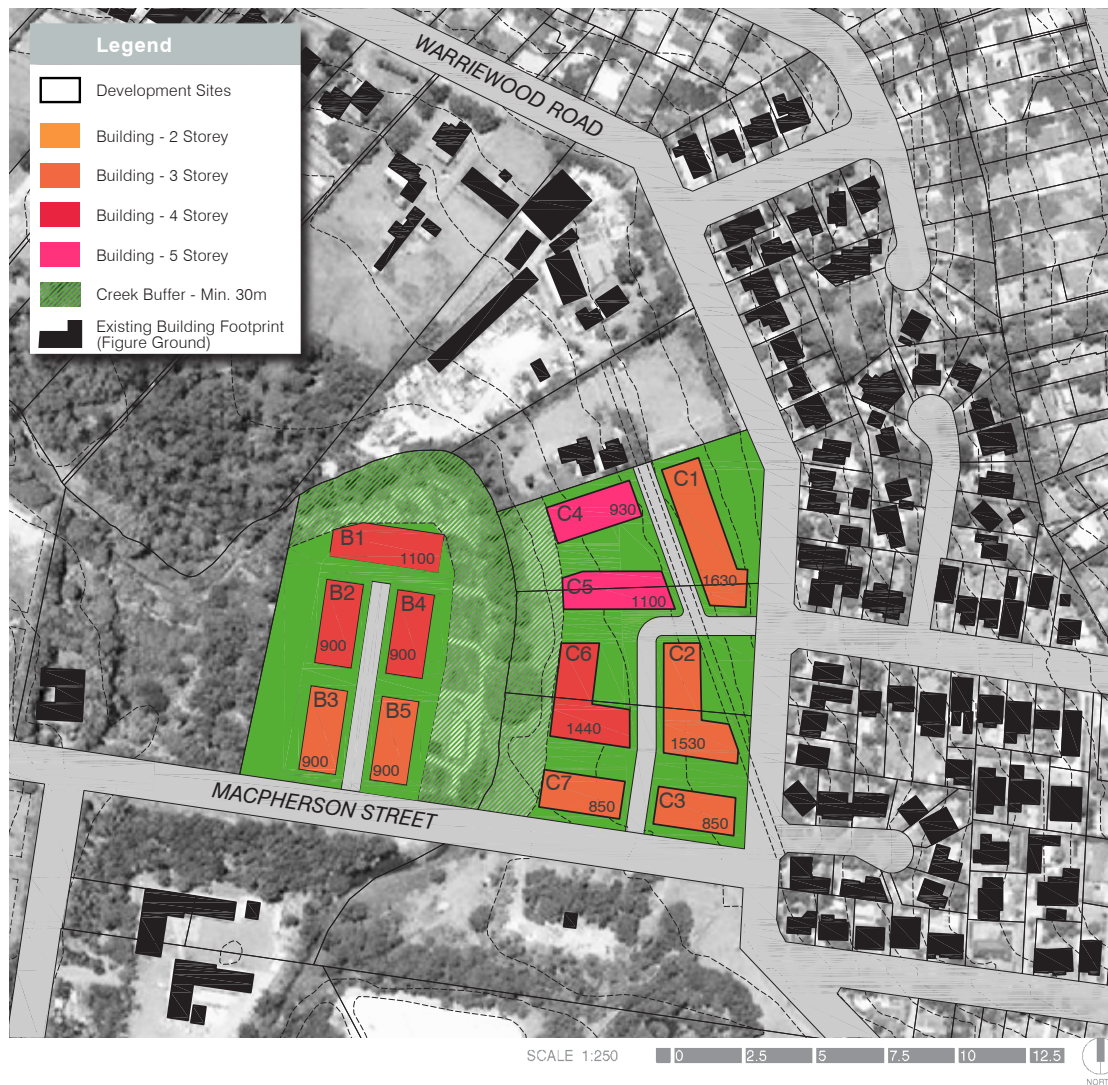 Legend
Development Sites
Building - 2 Storey
Building - 3 Storey
Building - 4 Storey
Building - 5 Storey
Creek Buffer - Min. 30m
Existing Building Footprint
(Figure Ground)
WARRIEWOOD ROAD
C1
1630
C4
930
C5
1100
B1
1100
B2
900
B4
900
C6
1440
C2
1530
B3
900
B5
900
C7
850
C3
850
MACPHERSON STREET
SCALE 1:250
0
2.5
5
7.5
10
12.5